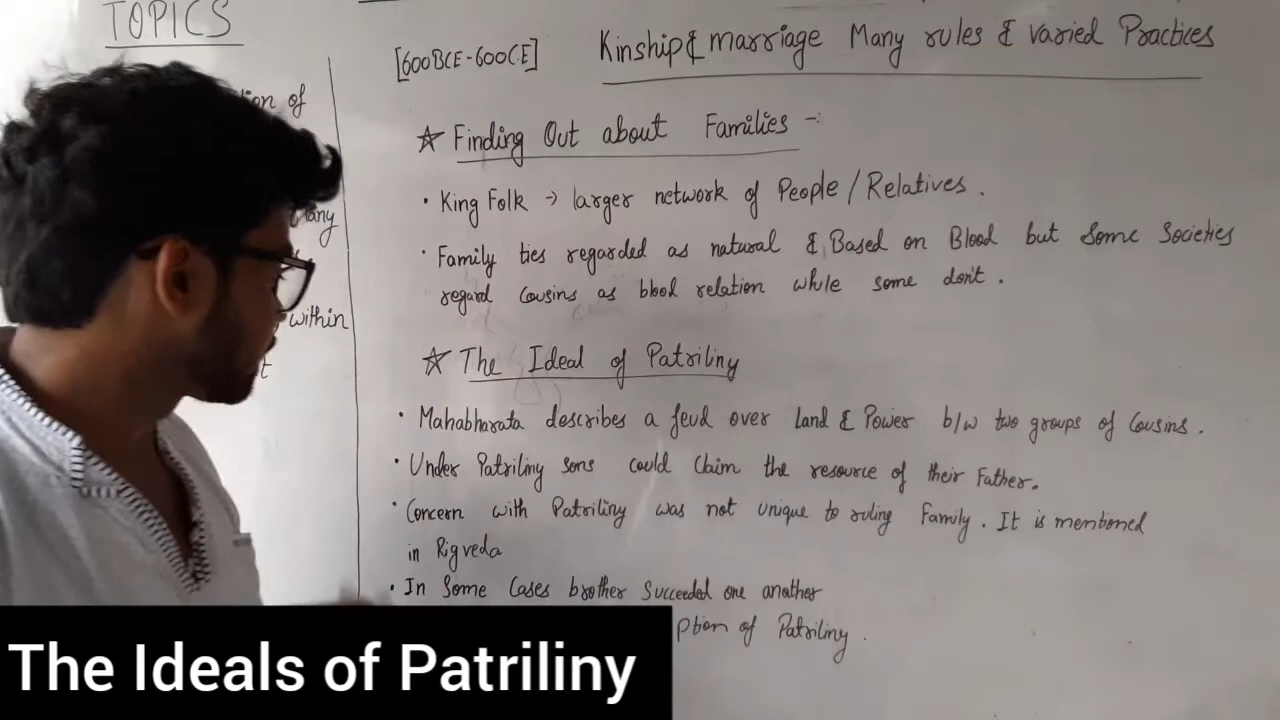 TOPICS
of
any
within
t
[600BCE-600C.E] Kinship & marriage Many rules & varied Practices
☆ Finding Out about Families -:
• King Folk → larger network of People / Relatives.
• Family ties regarded as natural & Based on Blood but Some Societies
regard Cousins as blood relation while some don't.
☆ The Ideal of Patriliny
• Mahabharata describes a feud over Land & Power b/w two groups of Cousins.
• Under Patriliny sons could Claim the resource of their Father.
• Concern with Patriliny was not unique to ruling Family. It is mentioned
in Rigveda
• In Some Cases brother Succeeded one another
ption of Patriliny.
The Ideals of Patriliny